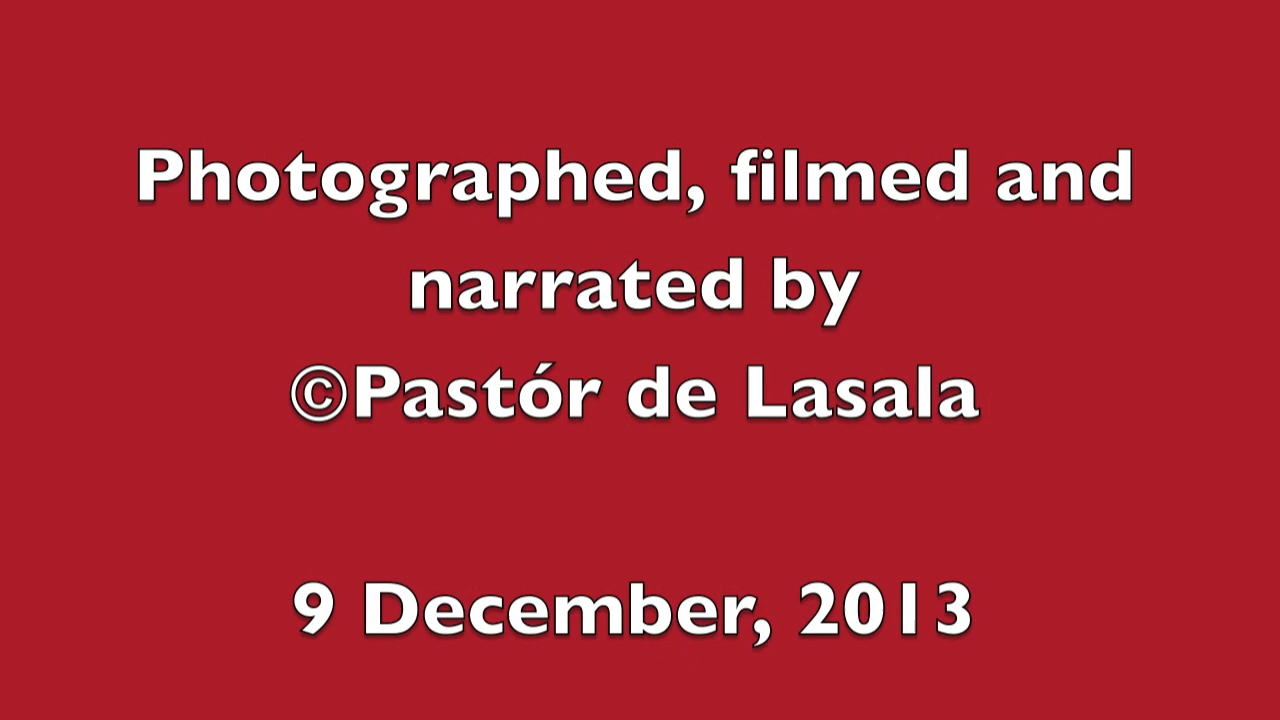 Photographed, filmed and
narrated by
©Pastór de Lasala
9 December, 2013